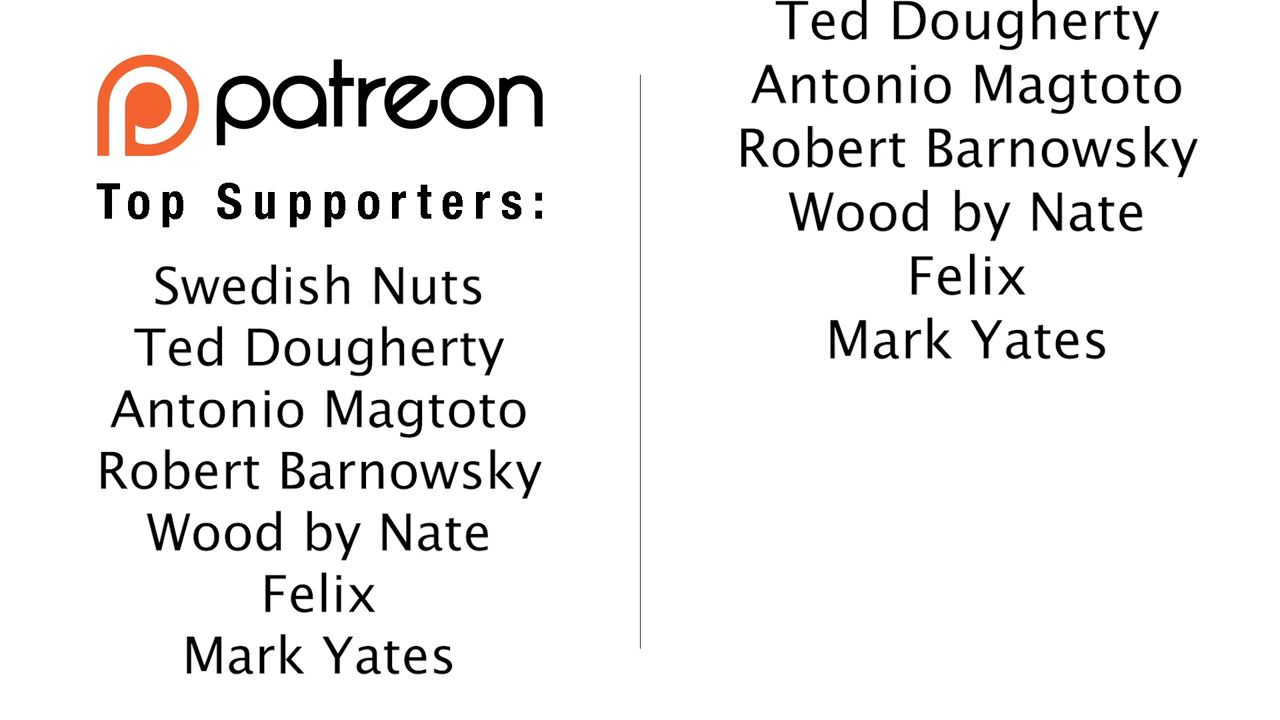 patreon
Top Supporters:
Swedish Nuts
Ted Dougherty
Antonio Magtoto
Robert Barnowsky
Wood by Nate
Felix
Mark Yates
Ted Dougherty
Antonio Magtoto
Robert Barnowsky
Wood by Nate
Felix
Mark Yates